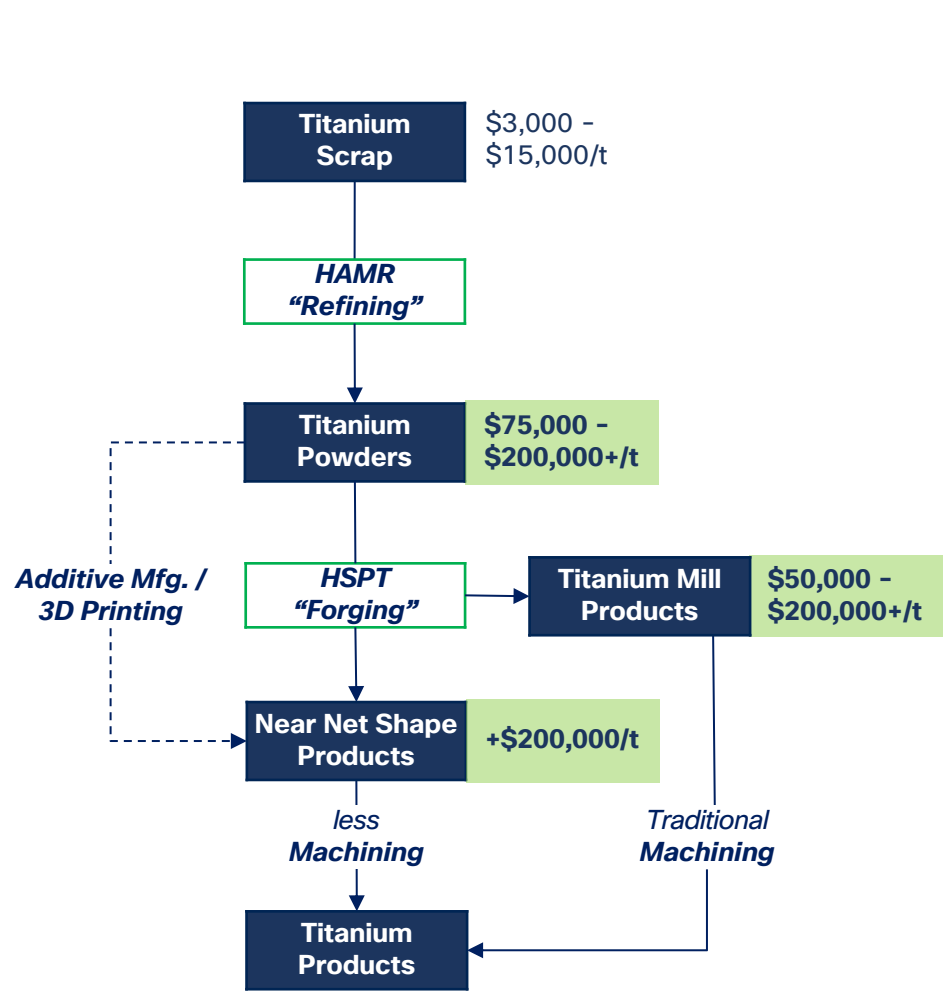 Titanium
Scrap
$3,000 –
$15,000/t
HAMR
“Refining”
Titanium
Powders
$75,000 –
$200,000+/t
Additive Mfg. /
3D Printing
HSPT
“Forging”
Titanium Mill
Products
$50,000 –
$200,000+/t
Near Net Shape
Products
+$200,000/t
less
Machining
Traditional
Machining
Titanium
Products